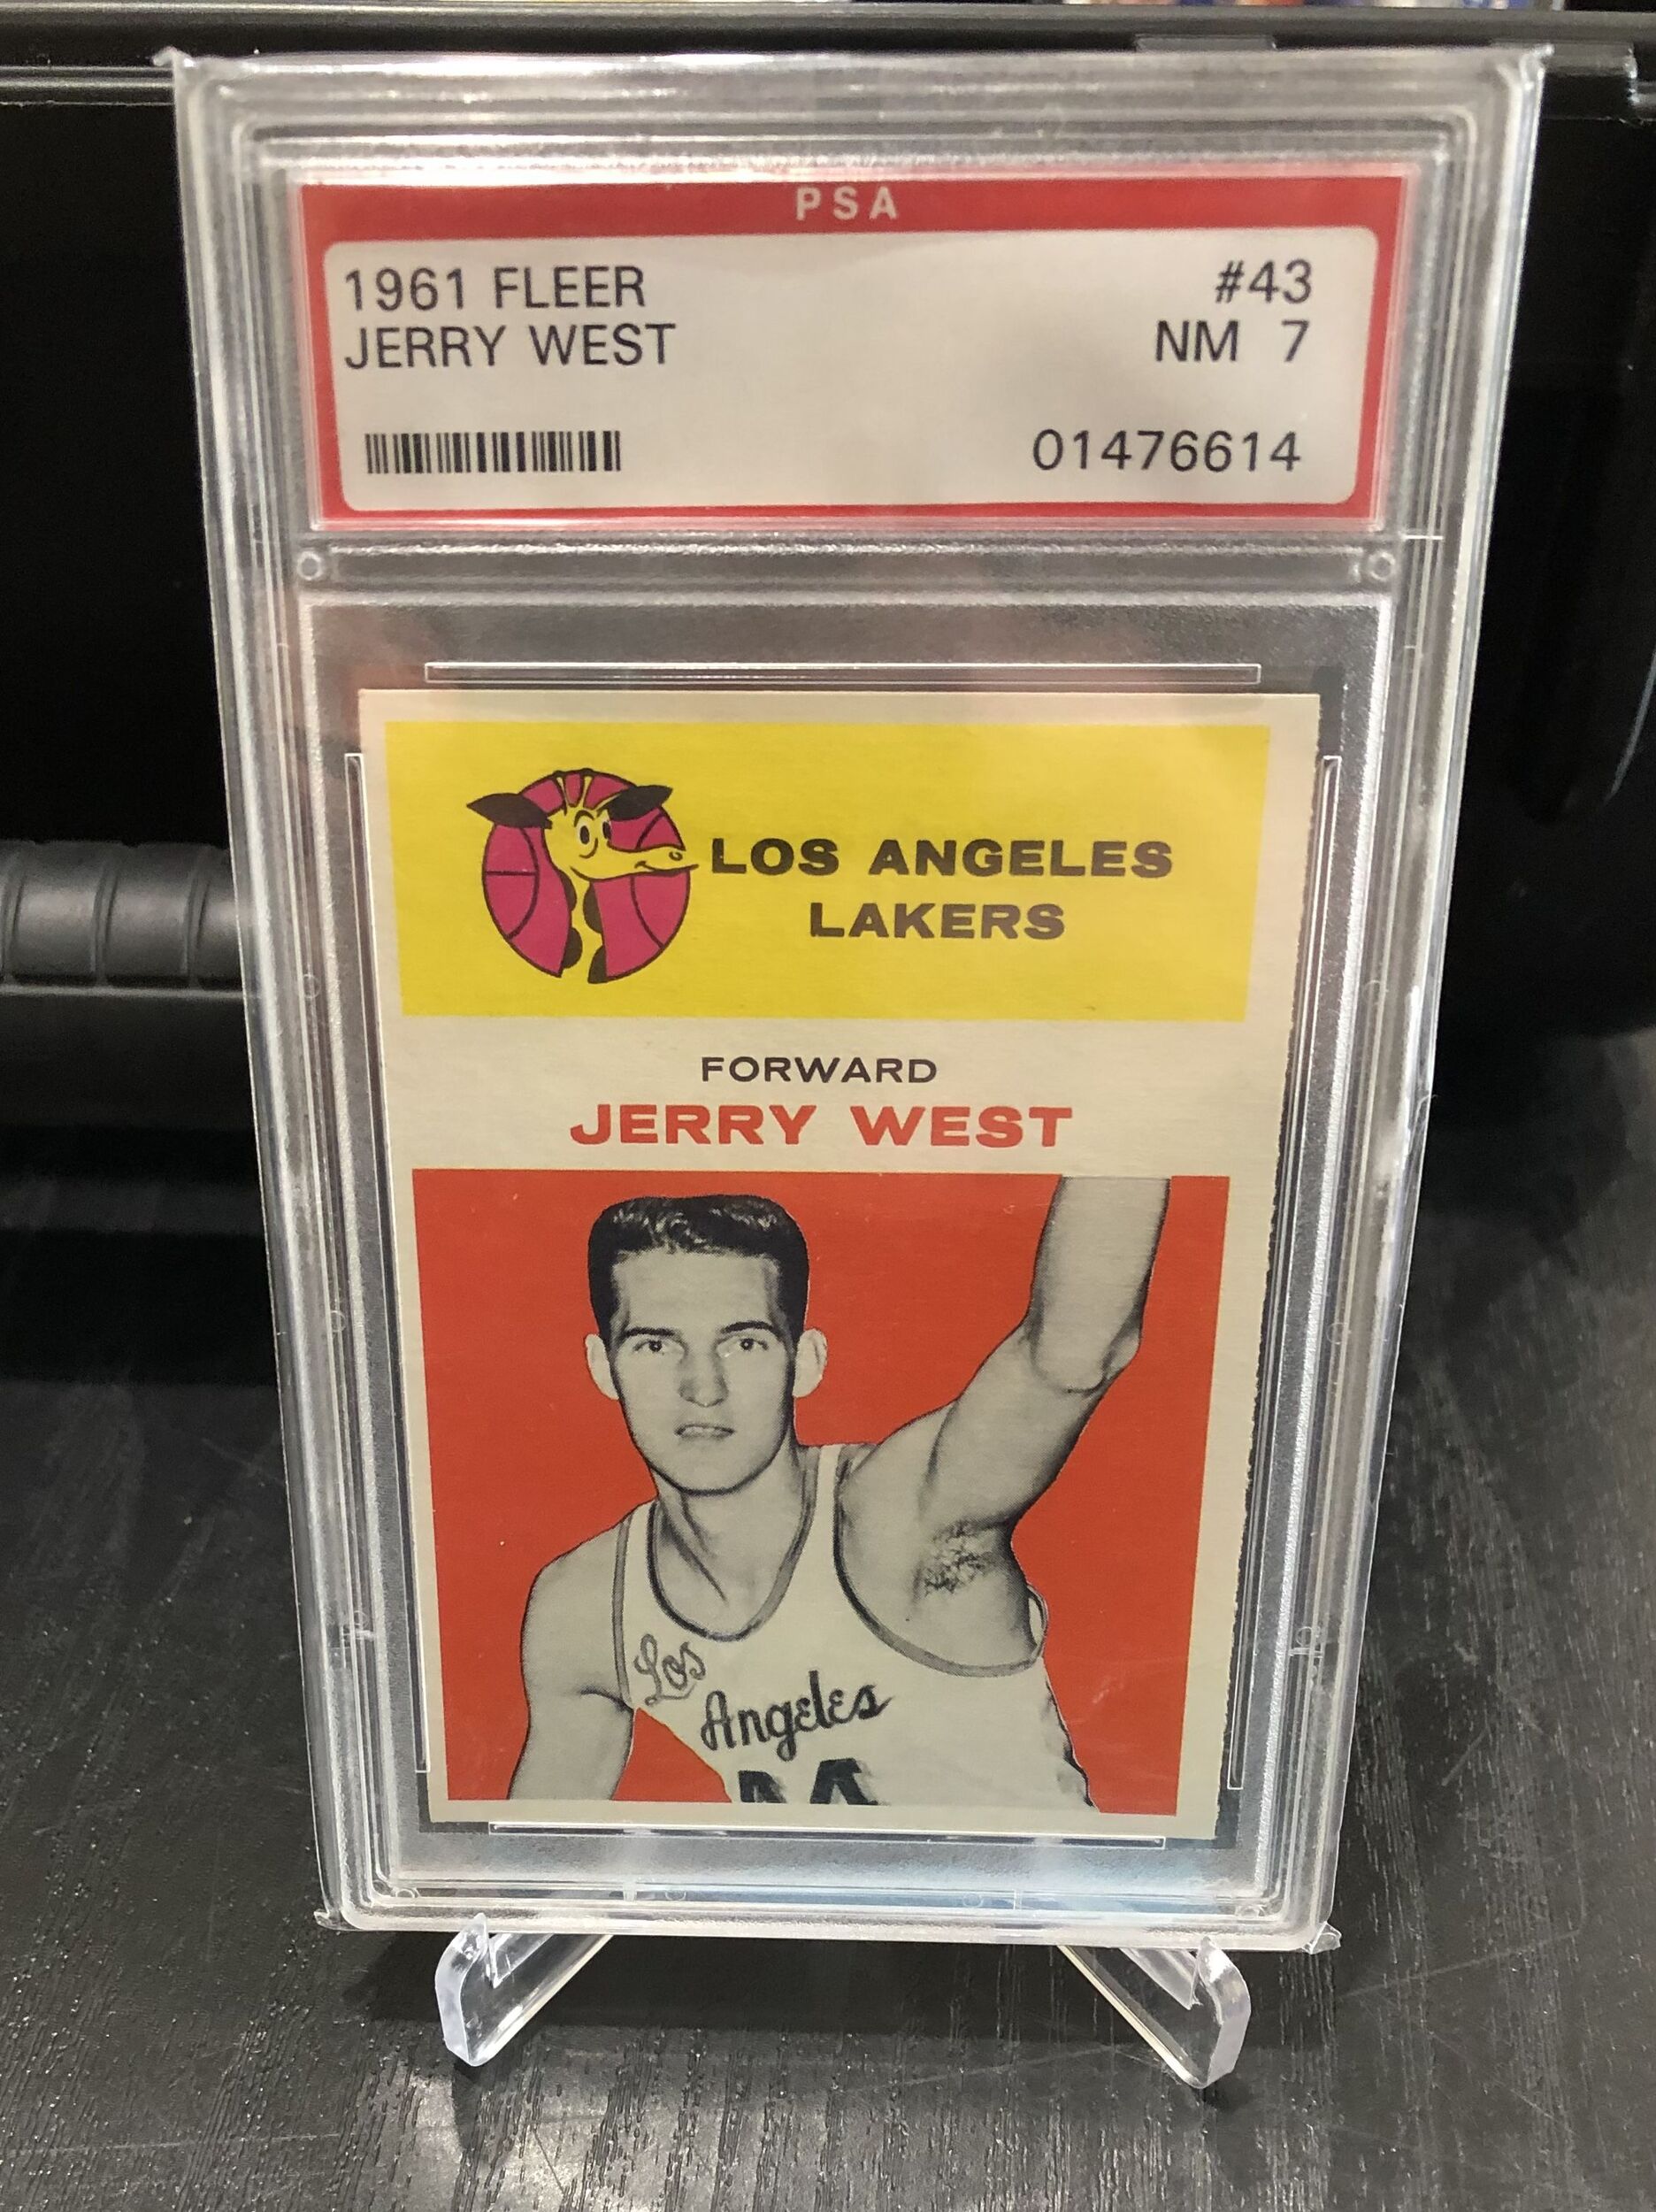 PSA
1961 FLEER #43
JERRY WEST NM 7
01476614
LOS ANGELES
LAKERS
FORWARD
JERRY WEST
Los
Angeles